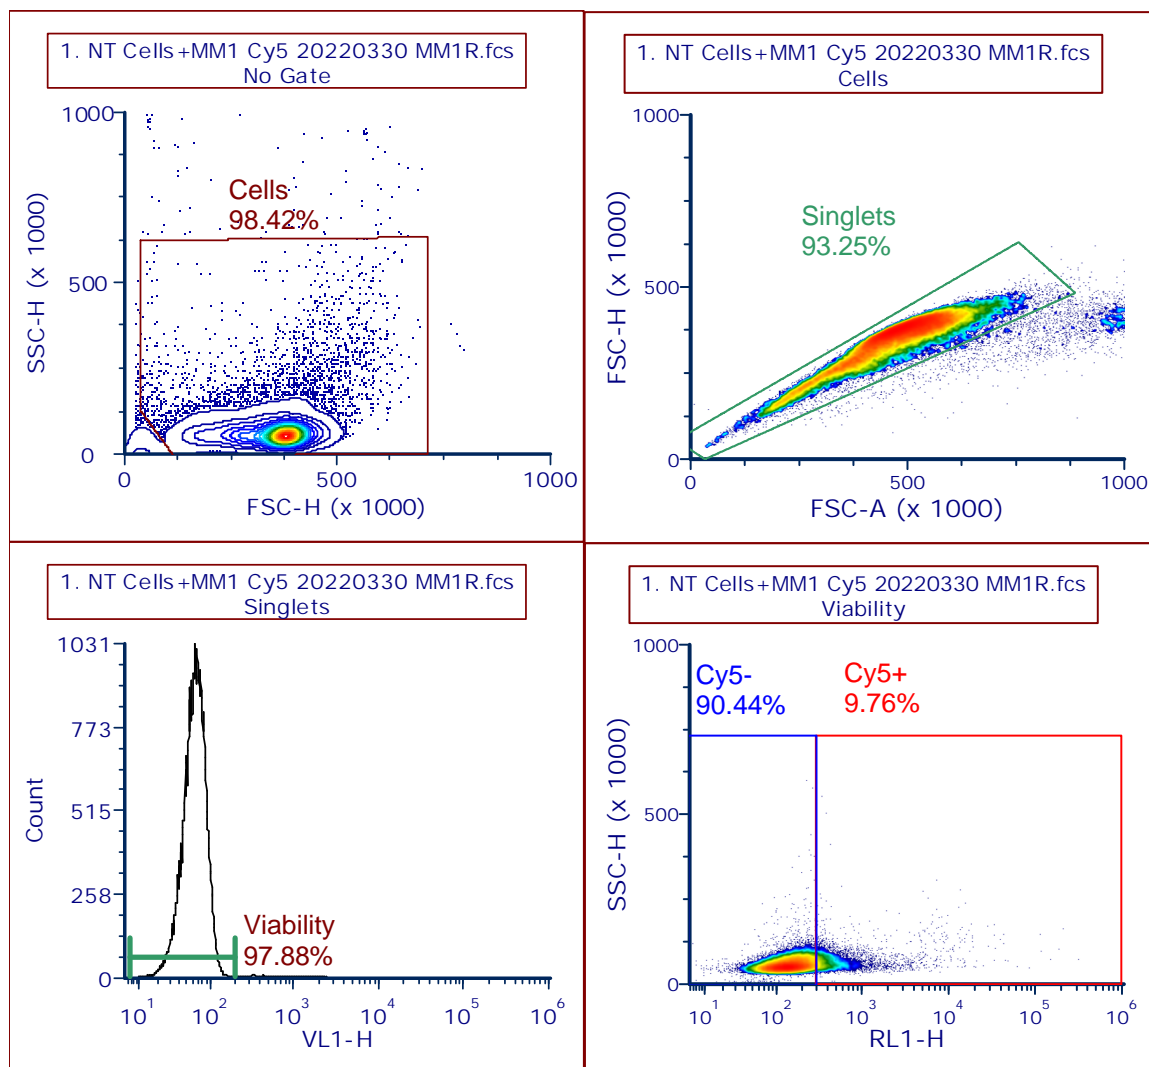 1. NT Cells+MM1 Cy5 20220330 MM1R.fcs
No Gate
1000
500
0
SSC-H (x 1000)
Cells
98.42%
0
500
1000
FSC-H (x 1000)
1. NT Cells+MM1 Cy5 20220330 MM1R.fcs
Cells
1000
500
0
FSC-H (x 1000)
Singlets
93.25%
0
500
1000
FSC-A (x 1000)
1. NT Cells+MM1 Cy5 20220330 MM1R.fcs
Singlets
1031
773
515
258
0
Count
Viability
97.88%
10^1
10^2
10^3
10^4
10^5
10^6
VL1-H
1. NT Cells+MM1 Cy5 20220330 MM1R.fcs
Viability
1000
500
0
SSC-H (x 1000)
Cy5-
90.44%
Cy5+
9.76%
10^1
10^2
10^3
10^4
10^5
10^6
RL1-H